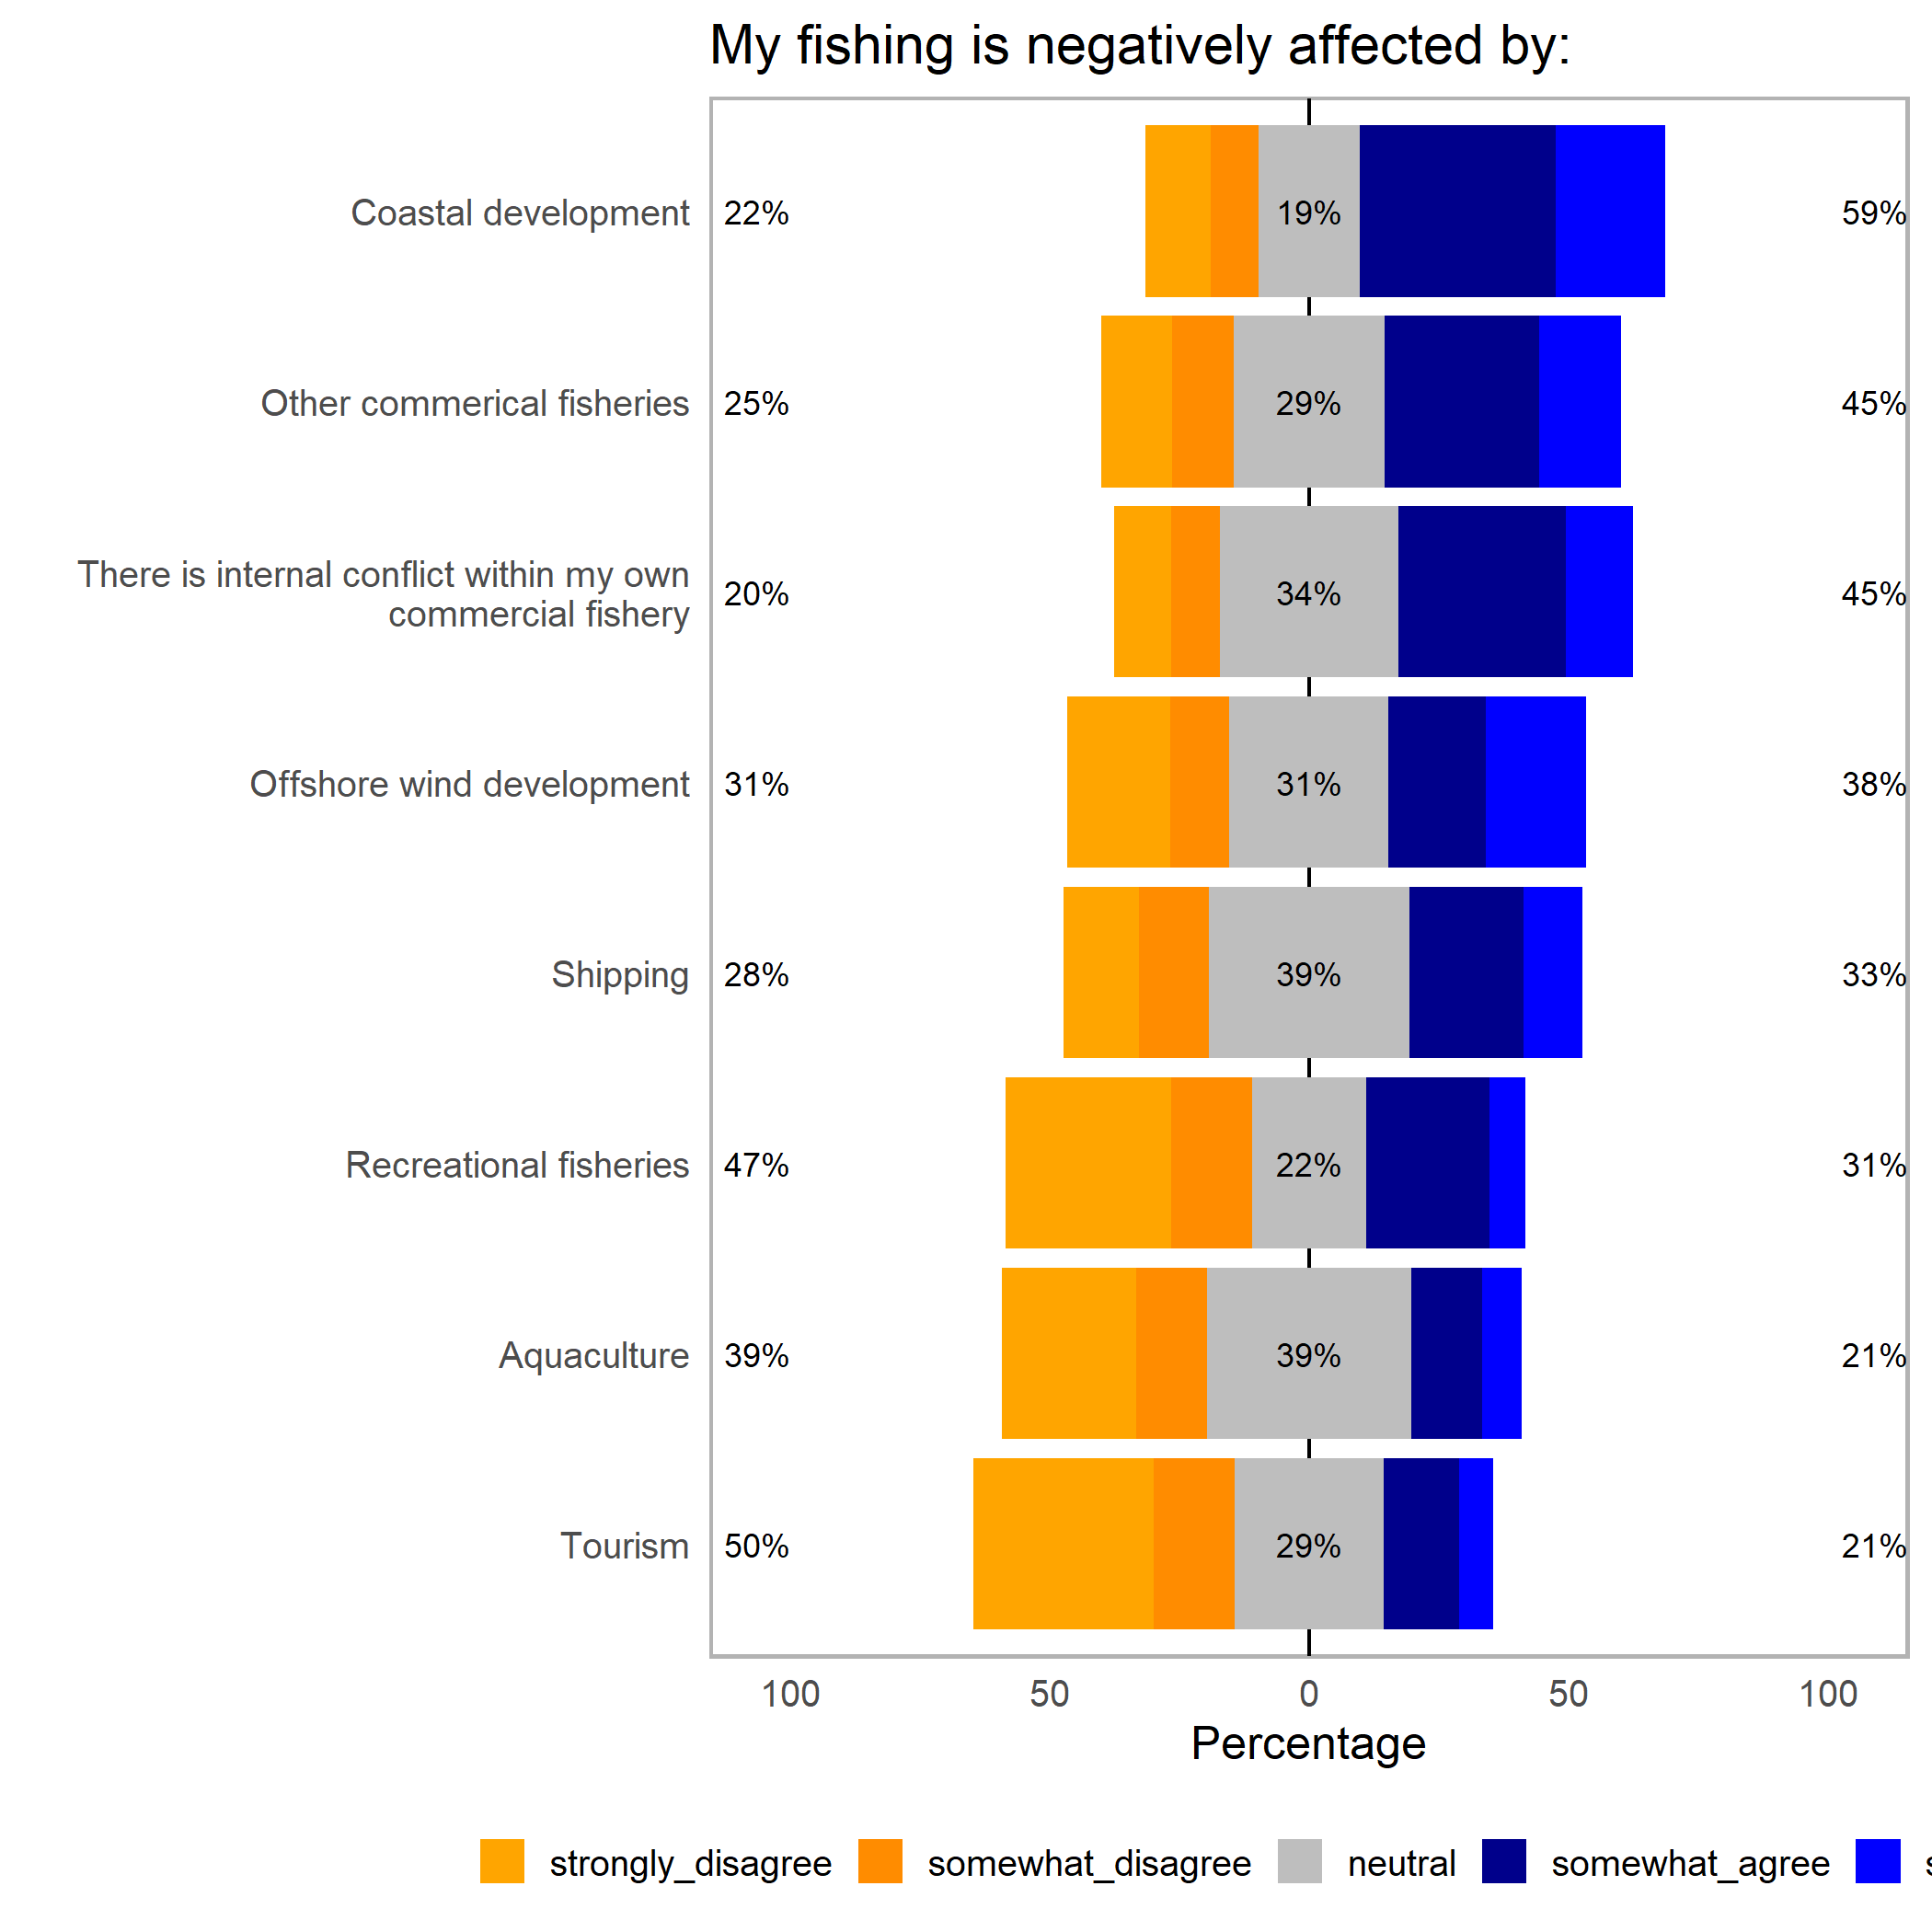 My fishing is negatively affected by:
Coastal development 22% 19% 59%
Other commerical fisheries 25% 29% 45%
There is internal conflict within my own
commercial fishery 20% 34% 45%
Offshore wind development 31% 31% 38%
Shipping 28% 39% 33%
Recreational fisheries 47% 22% 31%
Aquaculture 39% 39% 21%
Tourism 50% 29% 21%
100 50 0 50 100
Percentage
strongly_disagree somewhat_disagree neutral somewhat_agree